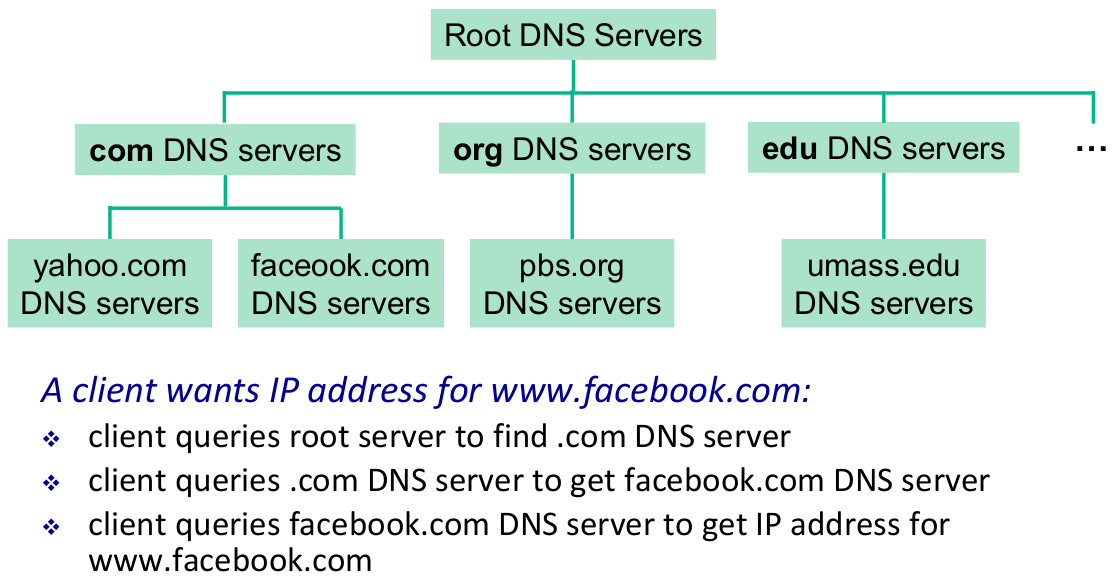 Root DNS Servers
com DNS servers
org DNS servers
edu DNS servers
...
yahoo.com
DNS servers
faceook.com
DNS servers
pbs.org
DNS servers
umass.edu
DNS servers
A client wants IP address for www.facebook.com:
❖ client queries root server to find .com DNS server
❖ client queries .com DNS server to get facebook.com DNS server
❖ client queries facebook.com DNS server to get IP address for
www.facebook.com